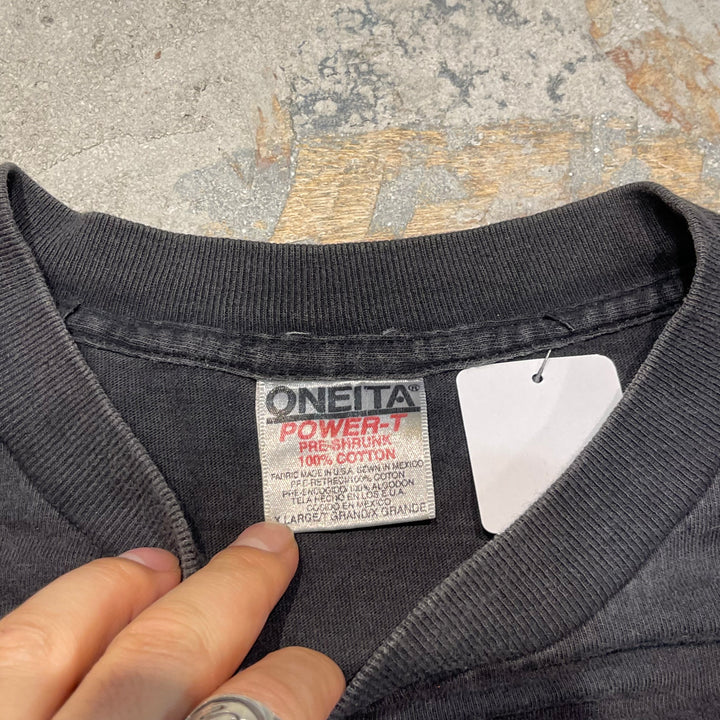 ONEITA®
POWER-T
PRE-SHRUNK
100% COTTON
FABRIC MADE IN U.S.A. SEWN IN MEXICO
PRE-RETRECI/100% COTON
PRE-ENCOGIDO/100% ALGODON
TELA HECHO EN LOS E.U.A.
COSIDO EN MEXICO
X LARGE/T GRAND/X GRANDE